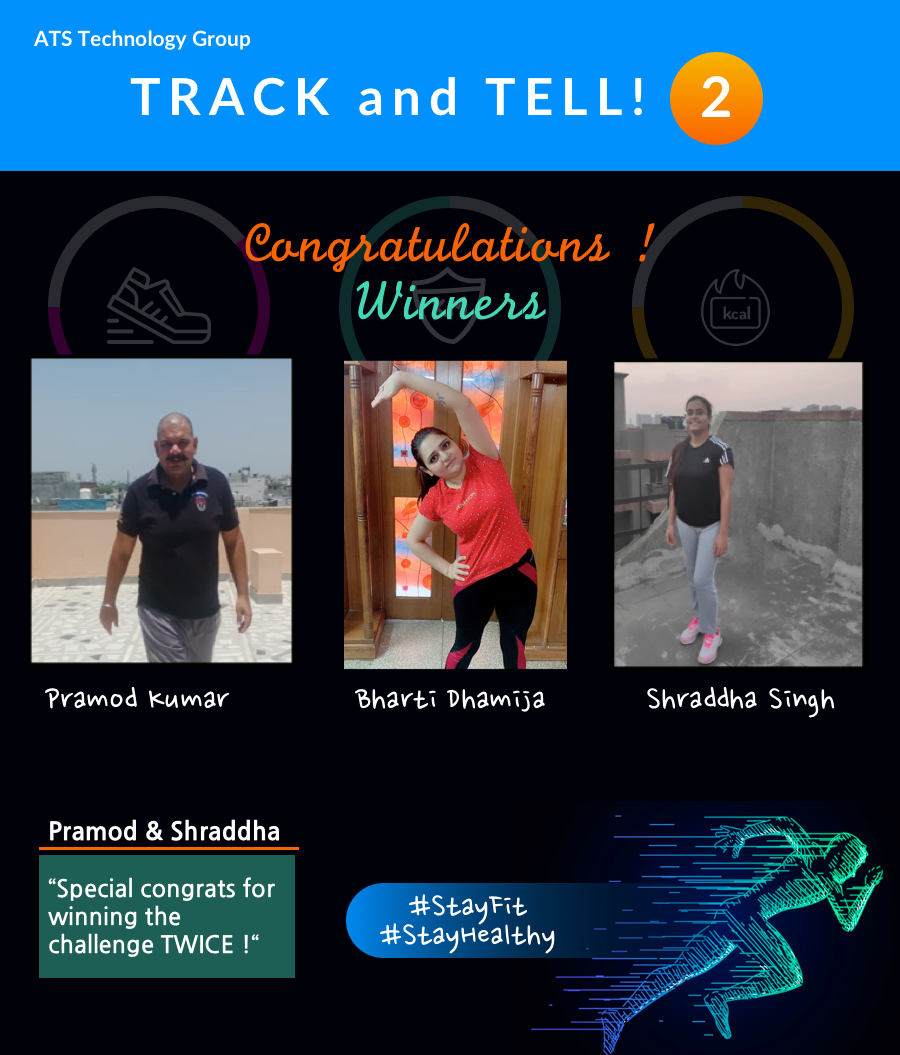 ATS Technology Group
TRACK and TELL! 2
Congratulations !
Winners
kcal
Pramod Kumar
Bharti Dhamija
Shraddha Singh
Pramod & Shraddha
“Special congrats for
winning the
challenge TWICE !“
#StayFit
#StayHealthy